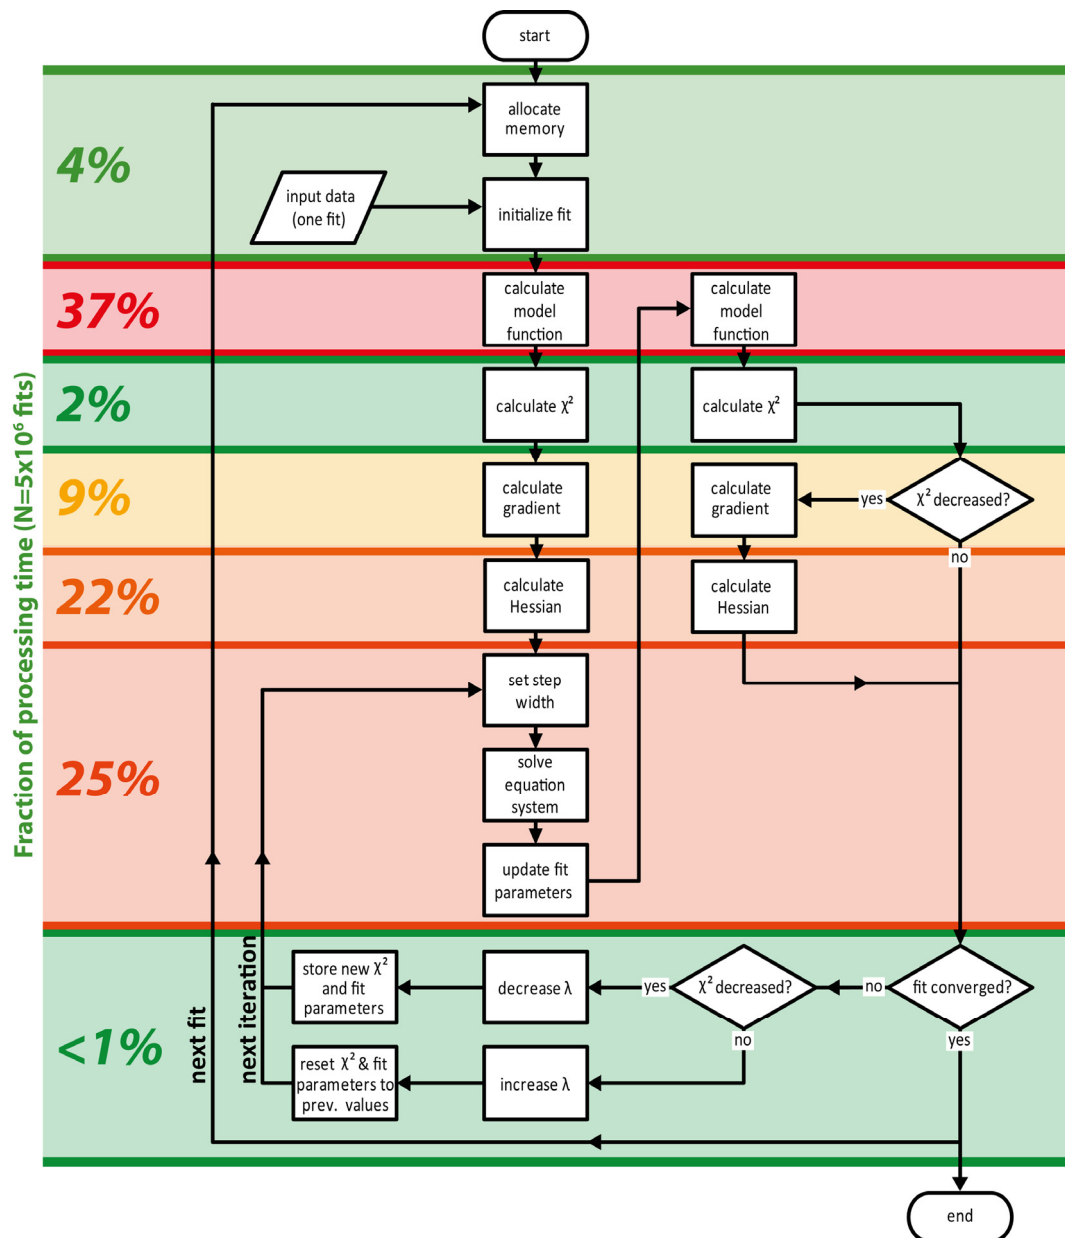 start
allocate
memory
4%
input data
(one fit)
initialize fit
calculate
model
function
calculate
model
function
37%
calculate χ²
calculate χ²
2%
calculate
gradient
calculate
gradient
yes
χ² decreased?
9%
no
calculate
Hessian
calculate
Hessian
22%
set step
width
solve
equation
system
25%
update fit
parameters
Fraction of processing time (N=5x10⁶ fits)
next fit
next iteration
store new χ²
and fit
parameters
decrease λ
yes
χ² decreased?
no
fit converged?
no
yes
<1%
reset χ² & fit
parameters to
prev. values
increase λ
end